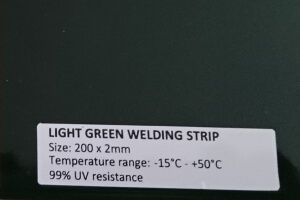 LIGHT GREEN WELDING STRIP
Size: 200 x 2mm
Temperature range: -15°C - +50°C
99% UV resistance